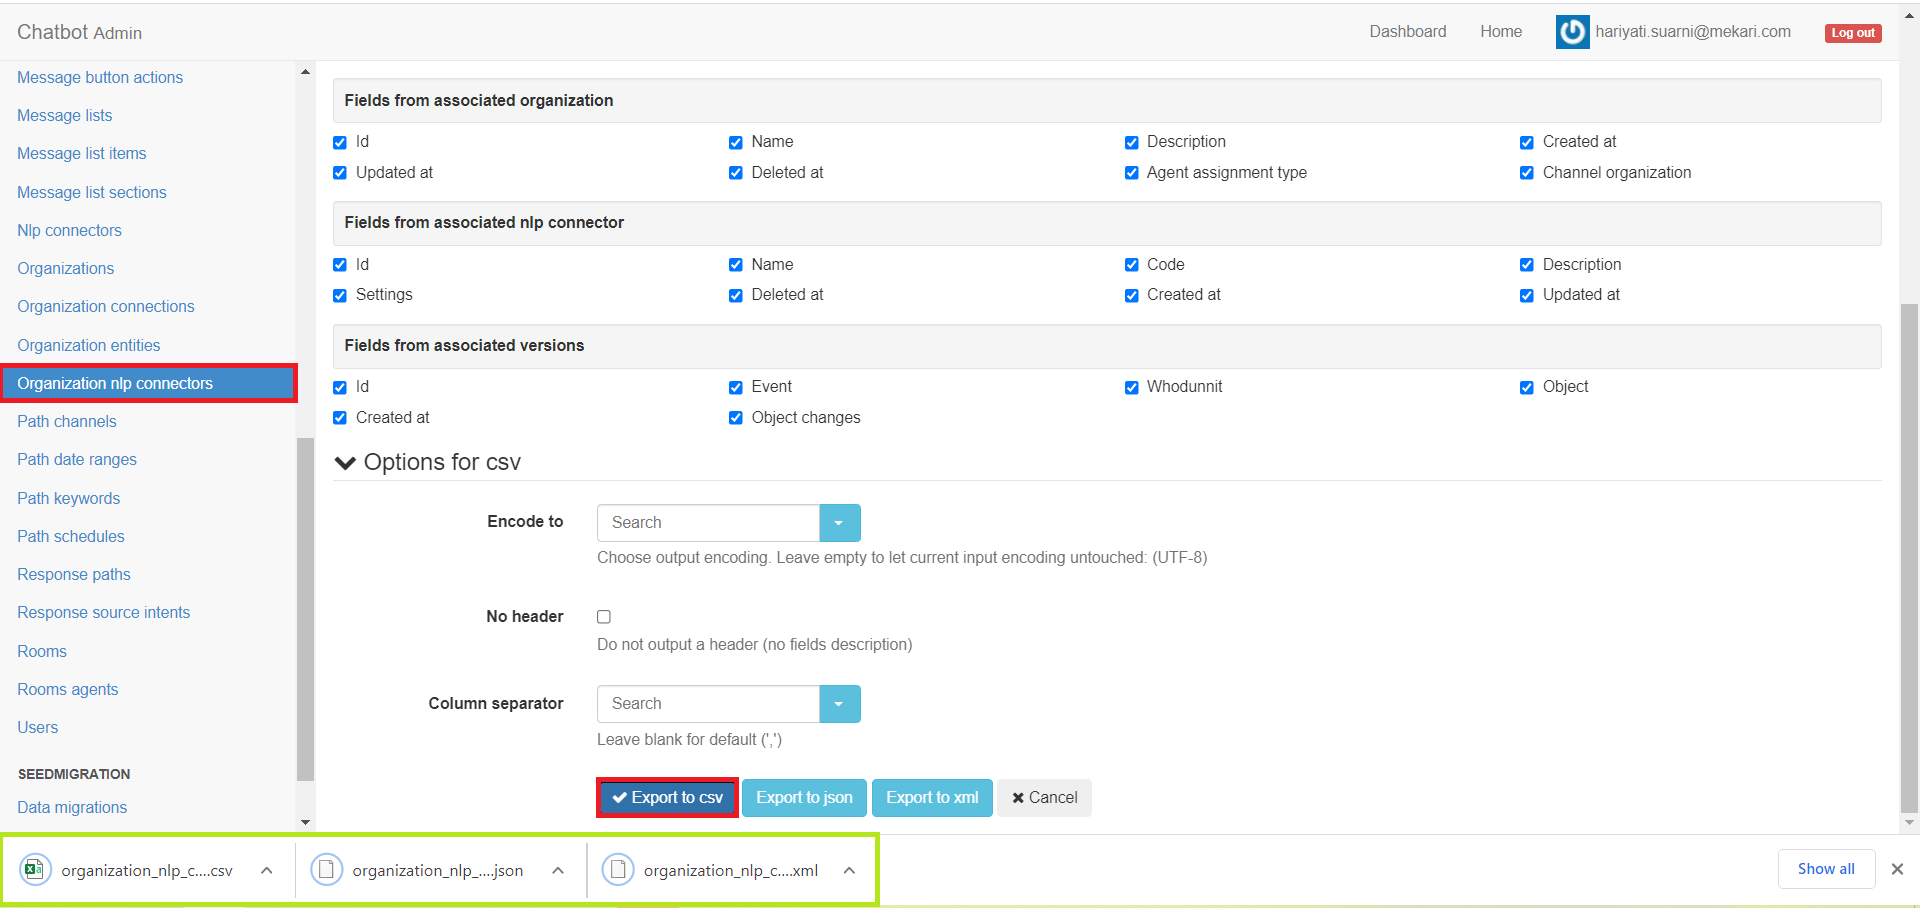 Chatbot Admin
Dashboard Home hariyati.suarni@mekari.com Log out
Message button actions
Message lists
Message list items
Message list sections
Nlp connectors
Organizations
Organization connections
Organization entities
Organization nlp connectors
Path channels
Path date ranges
Path keywords
Path schedules
Response paths
Response source intents
Rooms
Rooms agents
Users
SEEDMIGRATION
Data migrations
Fields from associated organization
Id Name Description Created at
Updated at Deleted at Agent assignment type Channel organization
Fields from associated nlp connector
Id Name Code Description
Settings Deleted at Created at Updated at
Fields from associated versions
Id Event Whodunnit Object
Created at Object changes
Options for csv
Encode to Search
Choose output encoding. Leave empty to let current input encoding untouched: (UTF-8)
No header
Do not output a header (no fields description)
Column separator Search
Leave blank for default (',')
Export to csv Export to json Export to xml Cancel
organization_nlp_c....csv organization_nlp_....json organization_nlp_c....xml Show all